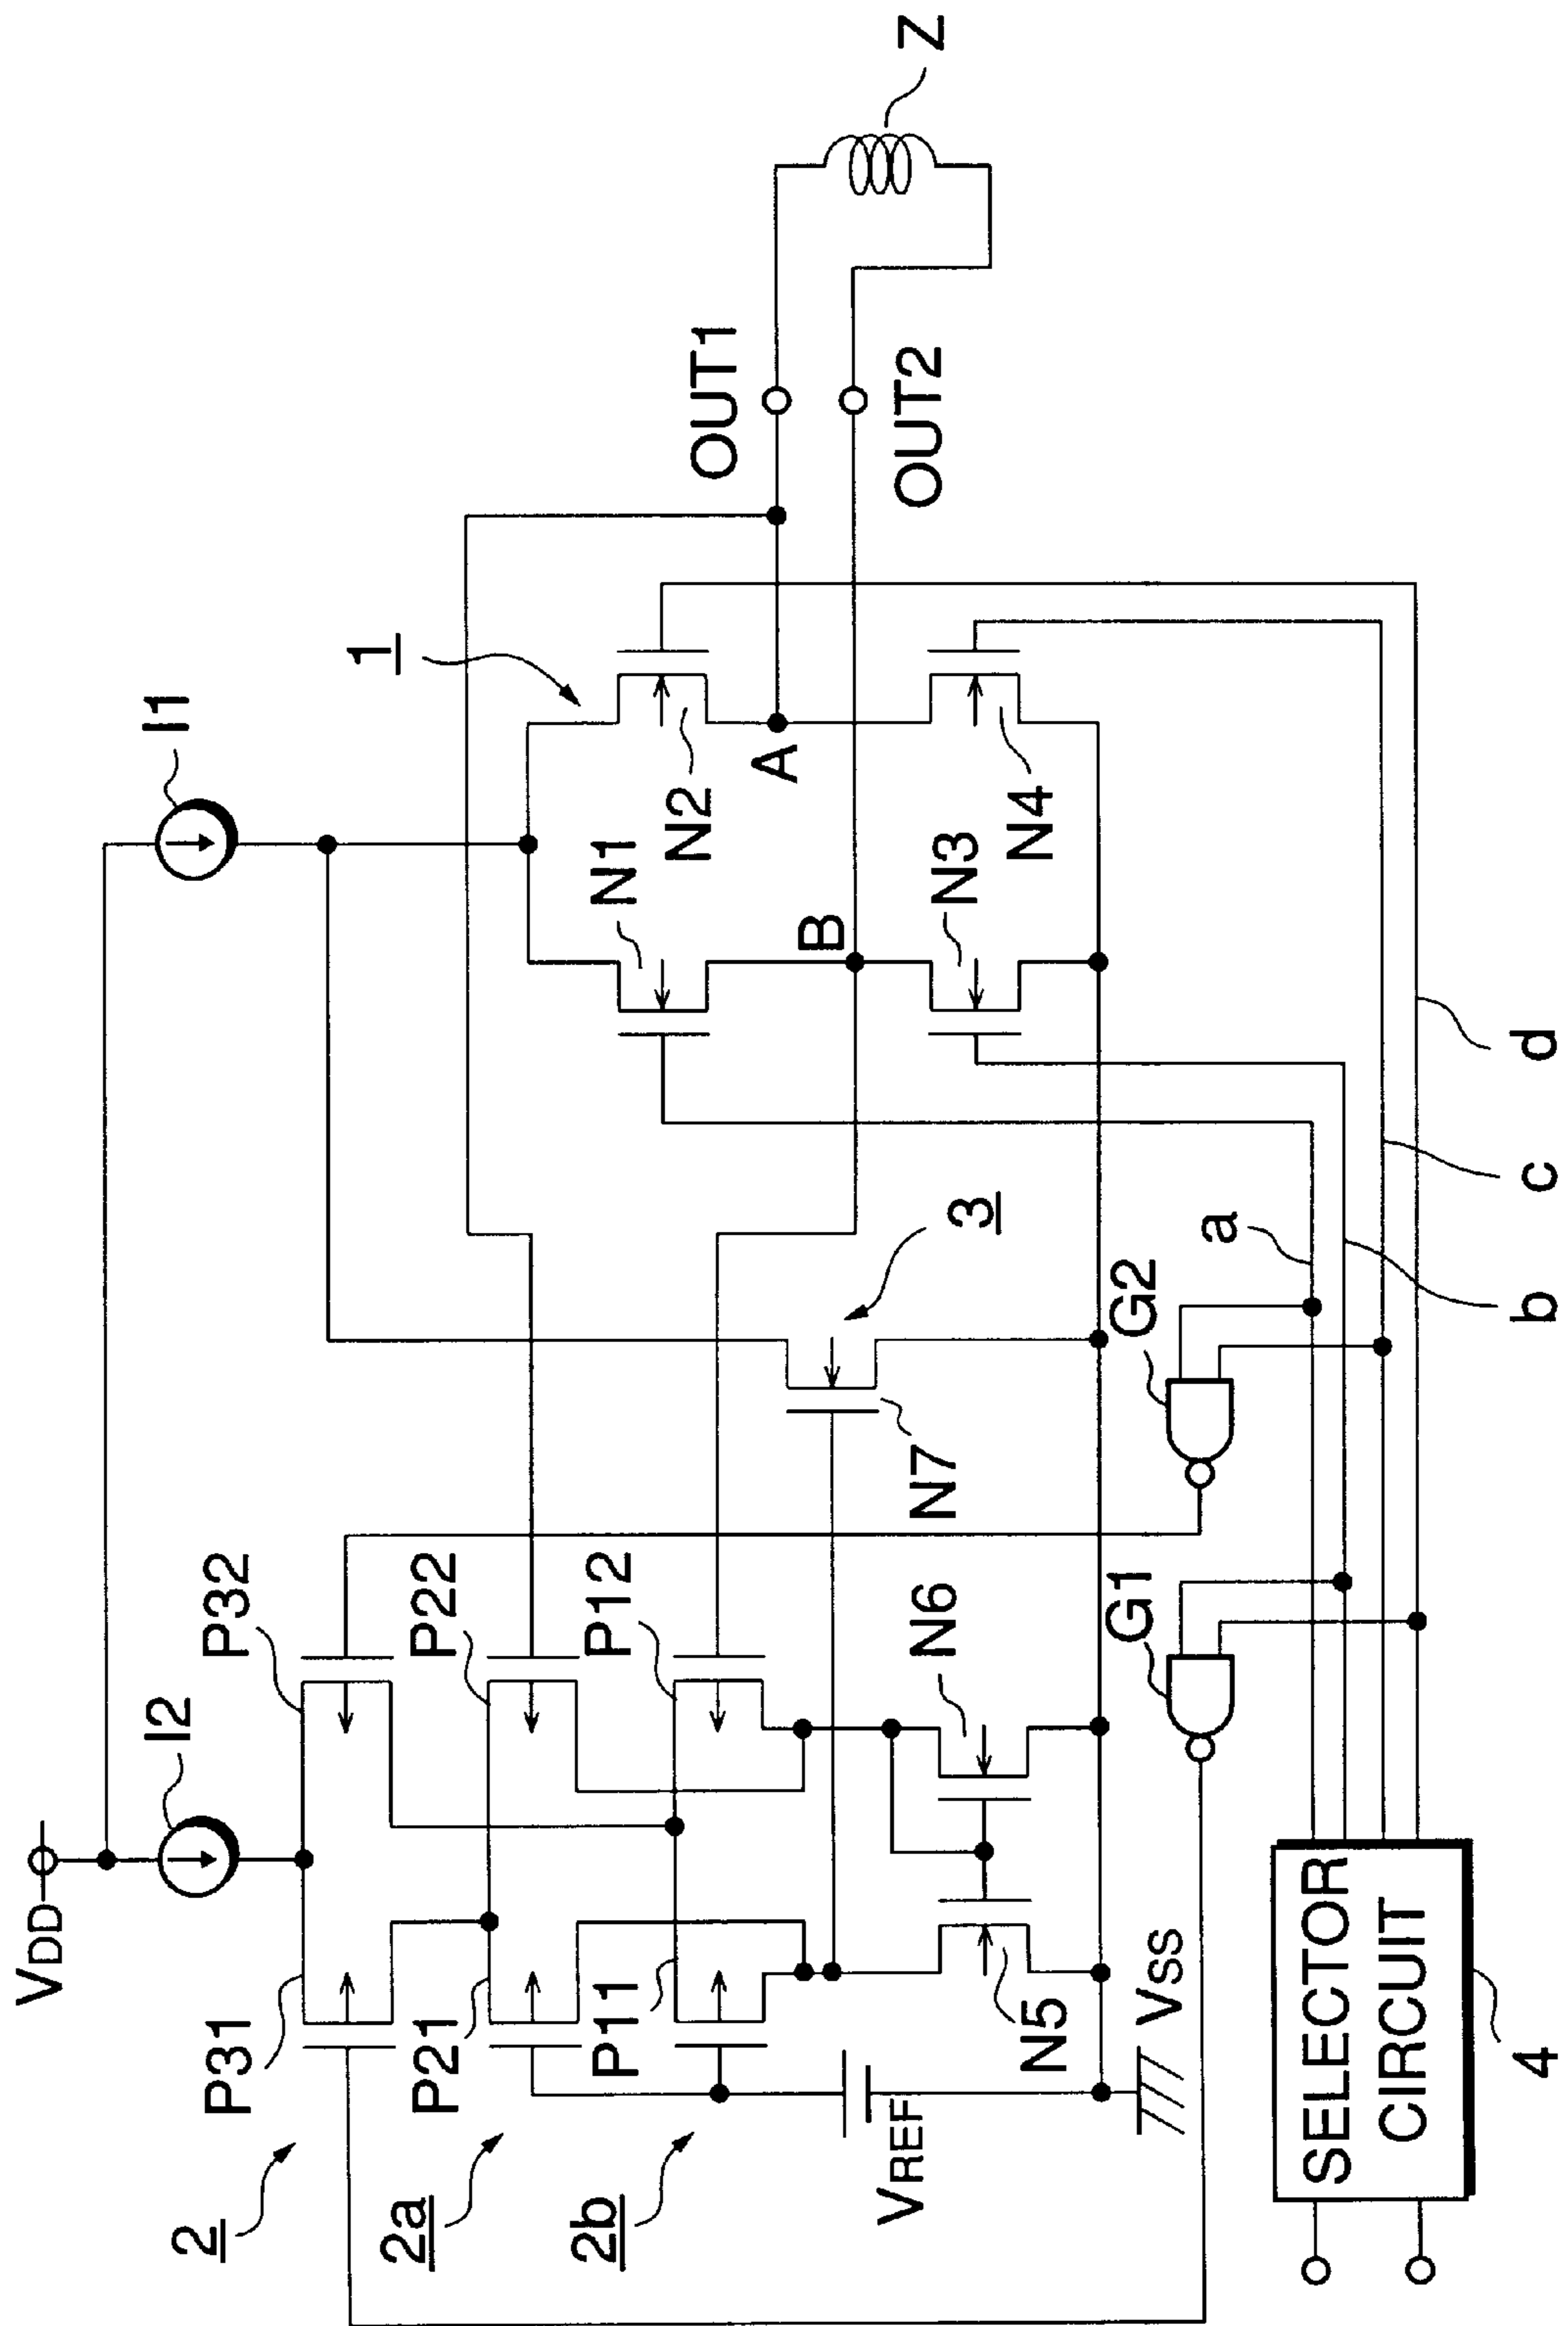 VDD
I2
I1
P31
P32
P21
P22
P11
P12
2
2a
2b
VREF
N5
N6
N7
3
VSS
G1
G2
1
N1
N2
N3
N4
A
B
OUT1
OUT2
Z
SELECTOR
CIRCUIT
4
a
b
c
d